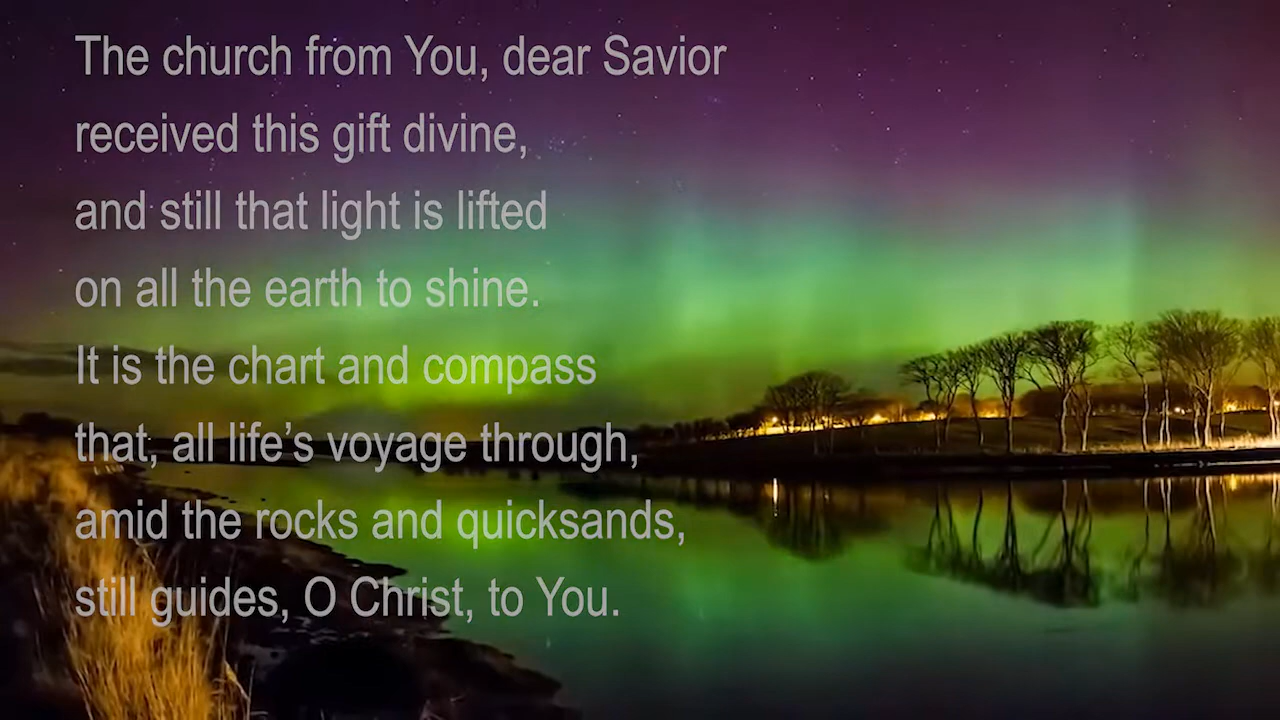 The church from You, dear Savior
received this gift divine,
and still that light is lifted
on all the earth to shine.
It is the chart and compass
that, all life’s voyage through,
amid the rocks and quicksands,
still guides, O Christ, to You.